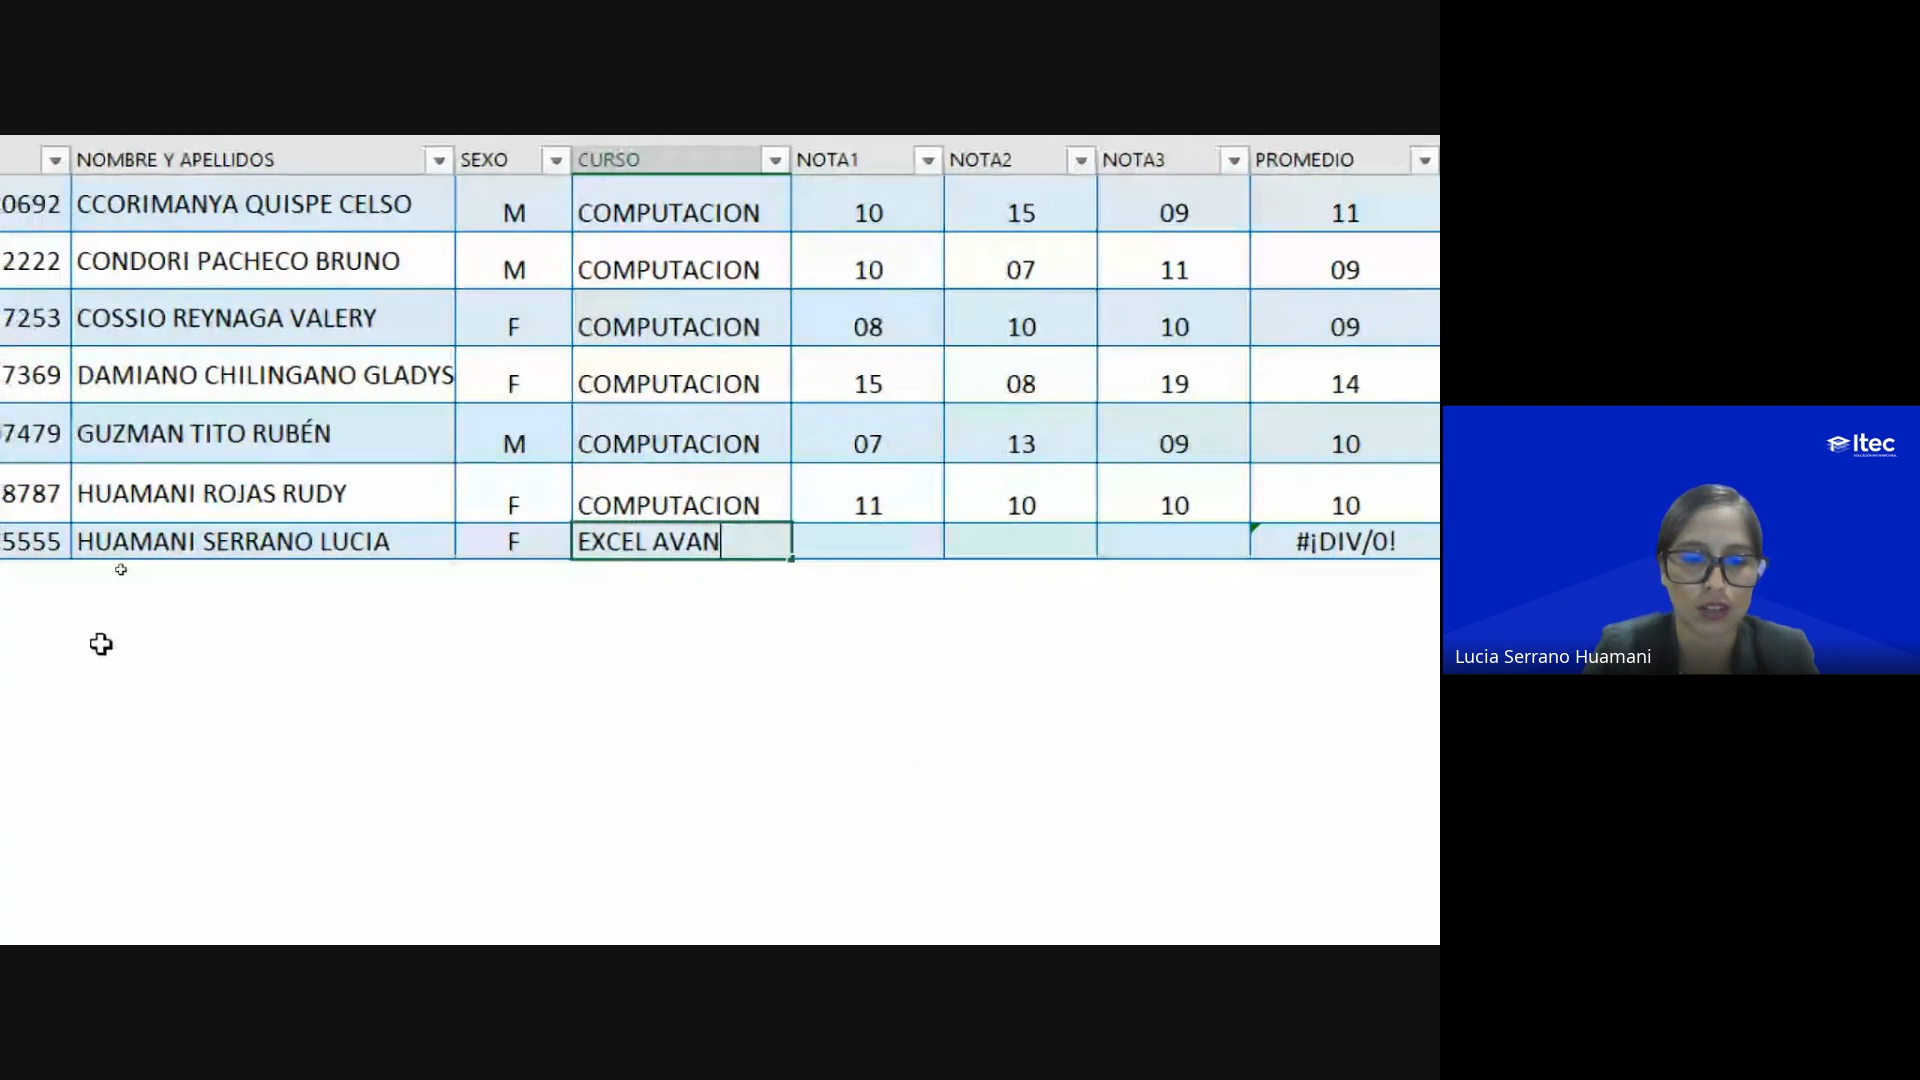 NOMBRE Y APELLIDOS SEXO CURSO NOTA1 NOTA2 NOTA3 PROMEDIO
0692 CCORIMANYA QUISPE CELSO M COMPUTACION 10 15 09 11
2222 CONDORI PACHECO BRUNO M COMPUTACION 10 07 11 09
7253 COSSIO REYNAGA VALERY F COMPUTACION 08 10 10 09
7369 DAMIANO CHILINGANO GLADYS F COMPUTACION 15 08 19 14
7479 GUZMAN TITO RUBÉN M COMPUTACION 07 13 09 10
8787 HUAMANI ROJAS RUDY F COMPUTACION 11 10 10 10
5555 HUAMANI SERRANO LUCIA F EXCEL AVAN #¡DIV/0!
Itec
Lucia Serrano Huamani